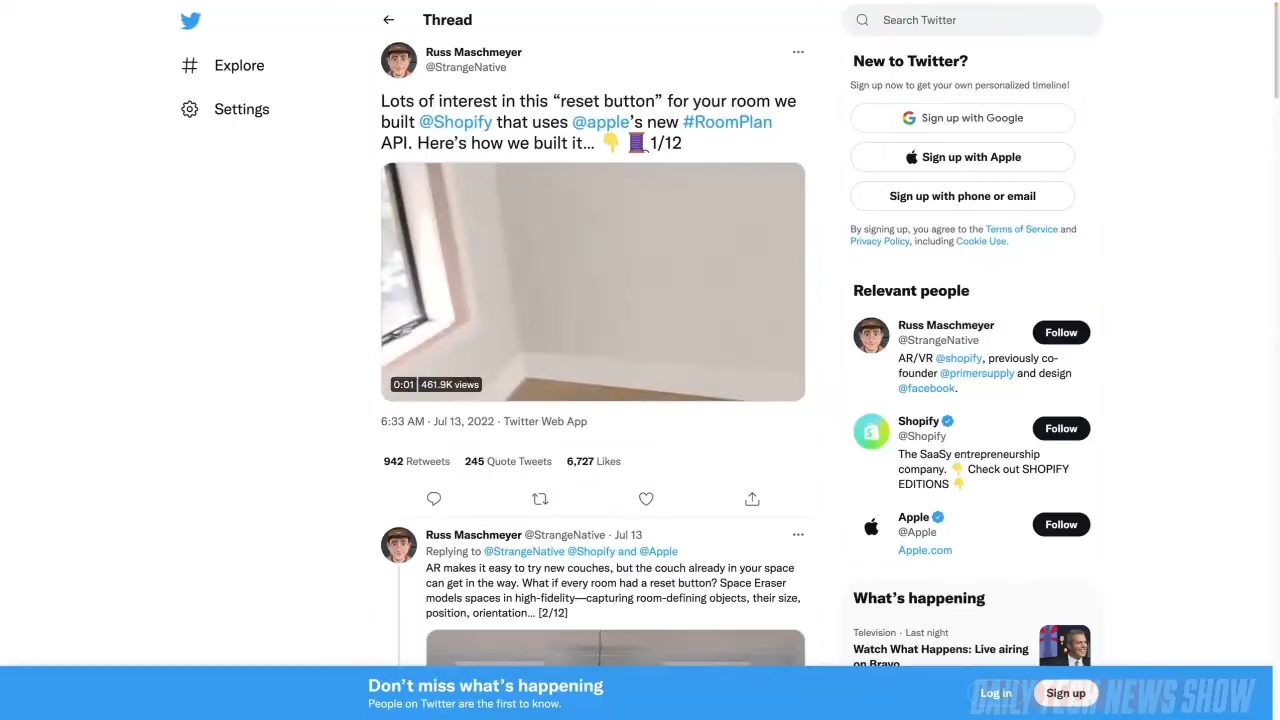 Explore
Settings
Thread
Russ Maschmeyer
@StrangeNative
Lots of interest in this “reset button” for your room we
built @Shopify that uses @apple’s new #RoomPlan
API. Here’s how we built it… 👇 🧵1/12
0:01 461.9K views
6:33 AM · Jul 13, 2022 · Twitter Web App
942 Retweets 245 Quote Tweets 6,727 Likes
Russ Maschmeyer @StrangeNative · Jul 13
Replying to @StrangeNative @Shopify and @Apple
AR makes it easy to try new couches, but the couch already in your space
can get in the way. What if every room had a reset button? Space Eraser
models spaces in high-fidelity—capturing room-defining objects, their size,
position, orientation… [2/12]
Search Twitter
New to Twitter?
Sign up now to get your own personalized timeline!
Sign up with Google
Sign up with Apple
Sign up with phone or email
By signing up, you agree to the Terms of Service and
Privacy Policy, including Cookie Use.
Relevant people
Russ Maschmeyer
@StrangeNative
Follow
AR/VR @shopify, previously co-
founder @primersupply and design
@facebook.
Shopify
@Shopify
Follow
The SaaSy entrepreneurship
company. 👇 Check out SHOPIFY
EDITIONS 👇
Apple
@Apple
Follow
Apple.com
What’s happening
Television · Last night
Watch What Happens: Live airing
on Bravo
Don’t miss what’s happening
People on Twitter are the first to know.
Log in
Sign up
DAILY TECH NEWS SHOW